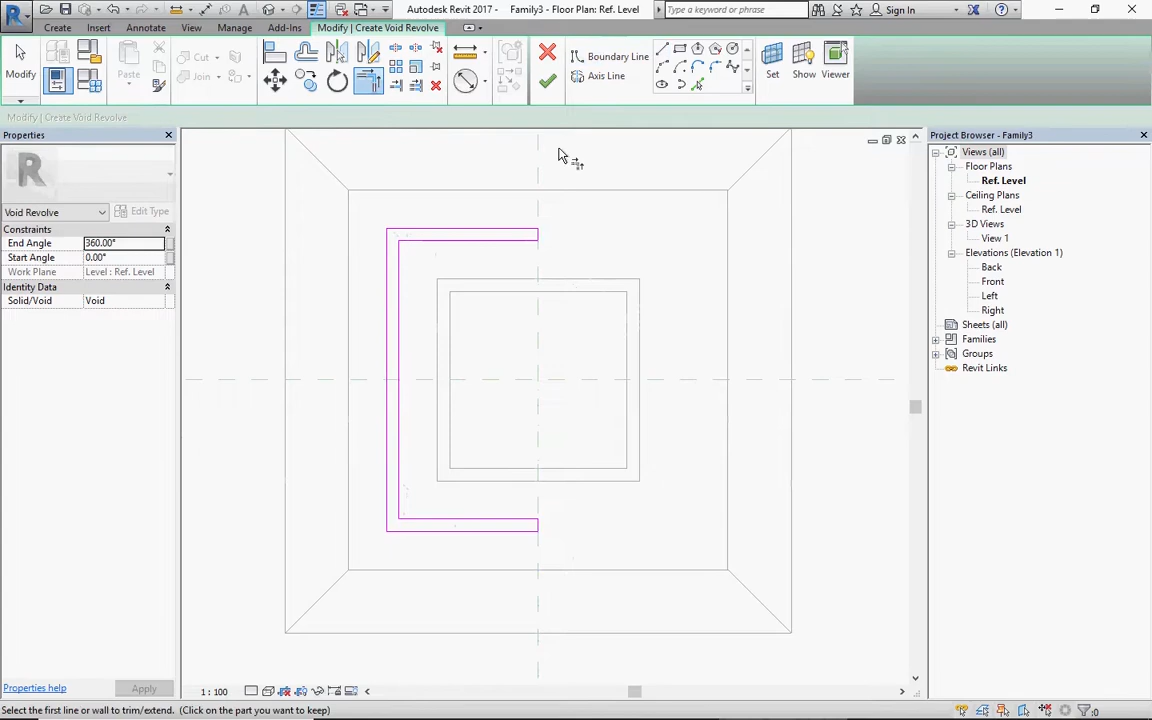 Autodesk Revit 2017 - Family3 - Floor Plan: Ref. Level
Type a keyword or phrase
Sign In
Create Insert Annotate View Manage Add-Ins Modify | Create Void Revolve
Modify
Paste
Cut
Join
Boundary Line
Axis Line
Set Show Viewer
Modify | Create Void Revolve
Properties
Void Revolve
Edit Type
Constraints
End Angle 360.00°
Start Angle 0.00°
Work Plane Level : Ref. Level
Identity Data
Solid/Void Void
Properties help
Apply
1 : 100
Project Browser - Family3
Views (all)
Floor Plans
Ref. Level
Ceiling Plans
Ref. Level
3D Views
View 1
Elevations (Elevation 1)
Back
Front
Left
Right
Sheets (all)
Families
Groups
Revit Links
Select the first line or wall to trim/extend. (Click on the part you want to keep)
:0